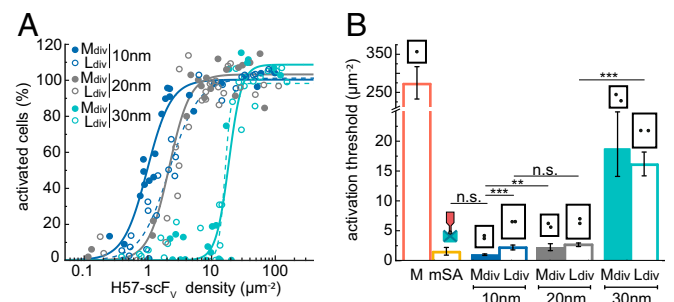 A
activated cells (%)
120
100
80
60
40
20
0
Mdiv
Ldiv
10nm
Mdiv
Ldiv
20nm
Mdiv
Ldiv
30nm
0.1 1 10 100
H57-scFV density (µm-2)
B
activation threshold (µm-2)
350
250
20
15
10
5
0
n.s.
**
***
n.s.
***
M mSA Mdiv Ldiv Mdiv Ldiv Mdiv Ldiv
10nm 20nm 30nm